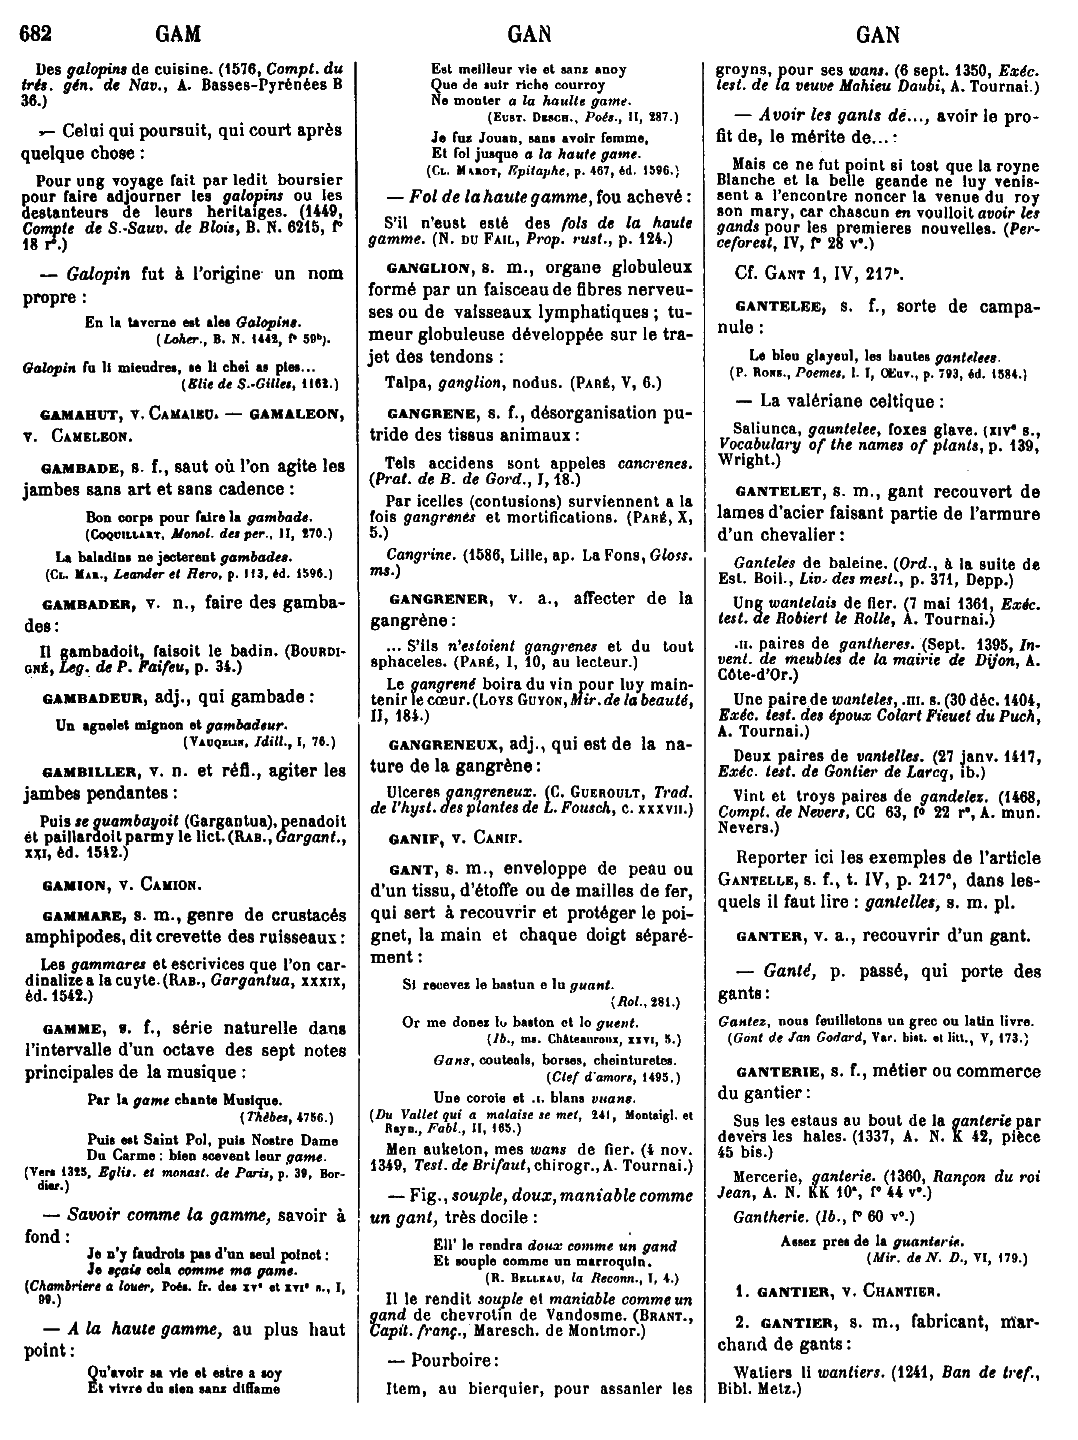 682 GAM GAN GAN
Des galopins de cuisine. (1576, Compt. du
trés. gén. de Nav., A. Basses-Pyrénées B
36.)
— Celui qui poursuit, qui court après
quelque chose :
Pour ung voyage fait par ledit boursier
pour faire adjourner les galopins ou les
destanteurs de leurs heritaiges. (1449,
Compte de S.-Sauv. de Blois, B. N. 6215, f°
18 r°.)
— Galopin fut à l'origine un nom
propre :
En la taverne est ales Galopins.
(Loher., B. N. 1442, f° 59ᵇ).
Galopin fu li mieudres, se li chei as pies...
(Elie de S.-Gilles, 1162.)
GAMAHUT, v. CAMAIEU. — GAMALEON,
v. CAMELEON.
GAMBADE, s. f., saut où l'on agite les
jambes sans art et sans cadence :
Bon corps pour faire la gambade.
(COQUILLART, Monol. des per., II, 270.)
La baladins ne jecterent gambades.
(CL. MAR., Leander et Hero, p. 113, éd. 1596.)
GAMBADER, v. n., faire des gamba-
des :
Il gambadoit, faisoit le badin. (BOURDI-
GNÉ, Leg. de P. Faifeu, p. 34.)
GAMBADEUR, adj., qui gambade :
Un agnelet mignon et gambadeur.
(VAUQELIN, Idill., I, 76.)
GAMBILLER, v. n. et réfl., agiter les
jambes pendantes :
Puis se guambayoit (Gargantua), penadoit
et paillardoit parmy le lict. (RAB., Gargant.,
XXI, éd. 1542.)
GAMION, v. CAMION.
GAMMARE, s. m., genre de crustacés
amphipodes, dit crevette des ruisseaux :
Les gammares et escrivices que l'on car-
dinalize a la cuyte. (RAB., Gargantua, XXXIX,
éd. 1542.)
GAMME, s. f., série naturelle dans
l'intervalle d'un octave des sept notes
principales de la musique :
Par la game chante Musique.
(Thèbes, 4756.)
Puis est Saint Pol, puis Nostre Dame
Du Carme : bien scevent leur game.
(Vers 1325, Eglis. et monast. de Paris, p. 39, Bor-
dier.)
— Savoir comme la gamme, savoir à
fond :
Je n'y faudrois pas d'un seul poinct :
Je sçais cela comme ma game.
(Chambriere a louer, Poés. fr. des XVᵉ et XVIᵉ s., I,
99.)
— A la haute gamme, au plus haut
point :
Qu'avoir sa vie et estre a soy
Et vivre du sien sanz diffame
Est meilleur vie et sanz anoy
Que de suir riche courroy
Ne monter a la haulte game.
(EUST. DESCH., Poés., II, 287.)
Je fuz Jouan, sans avoir femme,
Et fol jusque a la haute game.
(CL. MAROT, Epitaphe, p. 467, éd. 1596.)
— Fol de la haute gamme, fou achevé :
S'il n'eust esté des fols de la haute
gamme. (N. DU FAIL, Prop. rust., p. 124.)
GANGLION, s. m., organe globuleux
formé par un faisceau de fibres nerveu-
ses ou de vaisseaux lymphatiques ; tu-
meur globuleuse développée sur le tra-
jet des tendons :
Talpa, ganglion, nodus. (PARÉ, V, 6.)
GANGRENE, s. f., désorganisation pu-
tride des tissus animaux :
Tels accidens sont appeles cancrenes.
(Prat. de B. de Gord., I, 18.)
Par icelles (contusions) surviennent a la
fois gangrenes et mortifications. (PARÉ, X,
5.)
Cangrine. (1586, Lille, ap. La Fons, Gloss.
ms.)
GANGRENER, v. a., affecter de la
gangrène :
... S'ils n'estoient gangrenes et du tout
sphaceles. (PARÉ, I, 10, au lecteur.)
Le gangrené boira du vin pour luy main-
tenir le cœur. (LOYS GUYON, Mir. de la beauté,
II, 184.)
GANGRENEUX, adj., qui est de la na-
ture de la gangrène :
Ulceres gangreneux. (C. GUEROULT, Trad.
de l'hyst. des plantes de L. Fousch, c. XXXVII.)
GANIF, v. CANIF.
GANT, s. m., enveloppe de peau ou
d'un tissu, d'étoffe ou de mailles de fer,
qui sert à recouvrir et protéger le poi-
gnet, la main et chaque doigt séparé-
ment :
Si recevez le bastun e lu guant.
(Rol., 281.)
Or me donez lo baston et lo guent.
(Ib., ms. Châteauroux, XXVI, 5.)
Gans, couteals, borses, cheinturetes.
(Clef d'amors, 1495.)
Une coroie et .I. blans vuans.
(Du Vallet qui a malaise se met, 241, Montaigl. et
Rayn., Fabl., II, 165.)
Men auketon, mes wans de fier. (4 nov.
1349, Test. de Brifaut, chirogr., A. Tournai.)
— Fig., souple, doux, maniable comme
un gant, très docile :
Ell' le rendra doux comme un gand
Et souple comme un marroquin.
(R. BELLEAU, la Reconn., I, 4.)
Il le rendit souple et maniable comme un
gand de chevrotin de Vandosme. (BRANT.,
Capit. franç., Maresch. de Montmor.)
— Pourboire :
Item, au bierquier, pour assanler les
groyns, pour ses wans. (6 sept. 1350, Exéc.
test. de la veuve Mahieu Daubi, A. Tournai.)
— Avoir les gants de..., avoir le pro-
fit de, le mérite de... :
Mais ce ne fut point si tost que la royne
Blanche et la belle geande ne luy venis-
sent a l'encontre noncer la venue du roy
son mary, car chascun en voulloit avoir les
gands pour les premieres nouvelles. (Per-
ceforest, IV, f° 28 v°.)
Cf. GANT 1, IV, 217ᵇ.
GANTELEE, s. f., sorte de campa-
nule :
Le bleu glayeul, les hautes gantelees.
(P. RONS., Poemes, l. I, Œuv., p. 793, éd. 1584.)
— La valériane celtique :
Saliunca, gauntelee, foxes glave. (XIVᵉ s.,
Vocabulary of the names of plants, p. 139,
Wright.)
GANTELET, s. m., gant recouvert de
lames d'acier faisant partie de l'armure
d'un chevalier :
Ganteles de baleine. (Ord., à la suite de
Est. Boil., Liv. des mest., p. 371, Depp.)
Ung wantelais de fier. (7 mai 1361, Exéc.
test. de Robiert le Rolle, A. Tournai.)
.II. paires de gantheres. (Sept. 1395, In-
vent. de meubles de la mairie de Dijon, A.
Côte-d'Or.)
Une paire de wanteles, .III. s. (30 déc. 1404,
Exéc. test. des époux Colart Fieuet du Puch,
A. Tournai.)
Deux paires de vantelles. (27 janv. 1417,
Exéc. test. de Gontier de Larcq, ib.)
Vint et troys paires de gandelez. (1468,
Compt. de Nevers, CC 63, f° 22 r°, A. mun.
Nevers.)
Reporter ici les exemples de l'article
GANTELLE, s. f., t. IV, p. 217ᵃ, dans les-
quels il faut lire : gantelles, s. m. pl.
GANTER, v. a., recouvrir d'un gant.
— Ganté, p. passé, qui porte des
gants :
Gantez, nous feuilletons un grec ou latin livre.
(Gant de Jan Godard, Var. hist. et litt., V, 173.)
GANTERIE, s. f., métier ou commerce
du gantier :
Sus les estaus au bout de la ganterie par
devers les hales. (1337, A. N. K 42, pièce
45 bis.)
Mercerie, ganterie. (1360, Rançon du roi
Jean, A. N. KK 10ᵃ, f° 44 v°.)
Gantherie. (Ib., f° 60 v°.)
Assez pres de la guanterie.
(Mir. de N. D., VI, 179.)
1. GANTIER, v. CHANTIER.
2. GANTIER, s. m., fabricant, mar-
chand de gants :
Watiers li wantiers. (1241, Ban de tref.,
Bibl. Metz.)